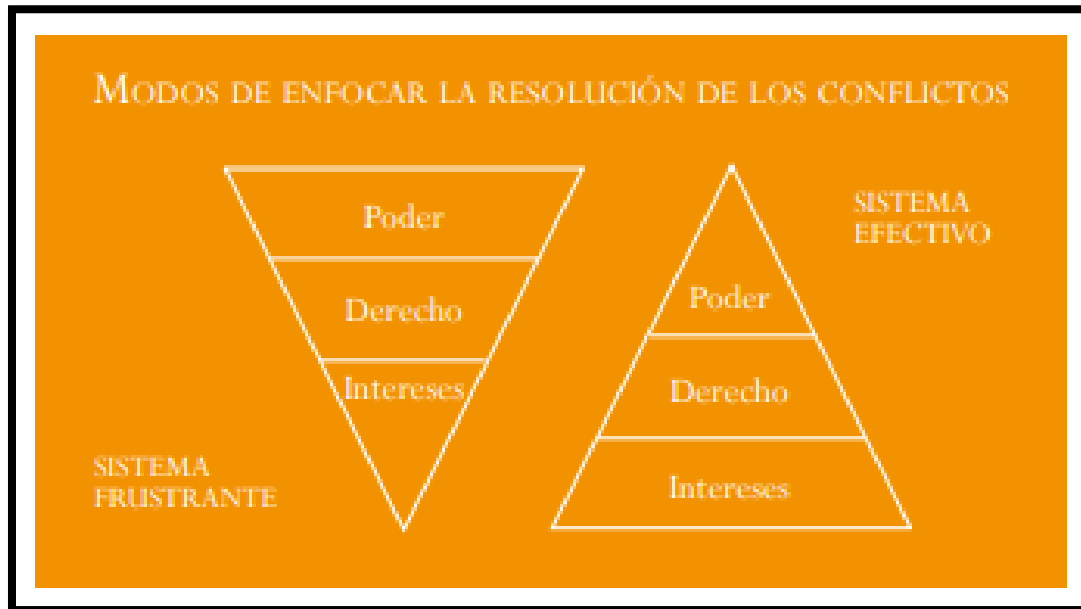 MODOS DE ENFOCAR LA RESOLUCIÓN DE LOS CONFLICTOS
Poder
Derecho
Intereses
SISTEMA
FRUSTRANTE
SISTEMA
EFECTIVO
Poder
Derecho
Intereses